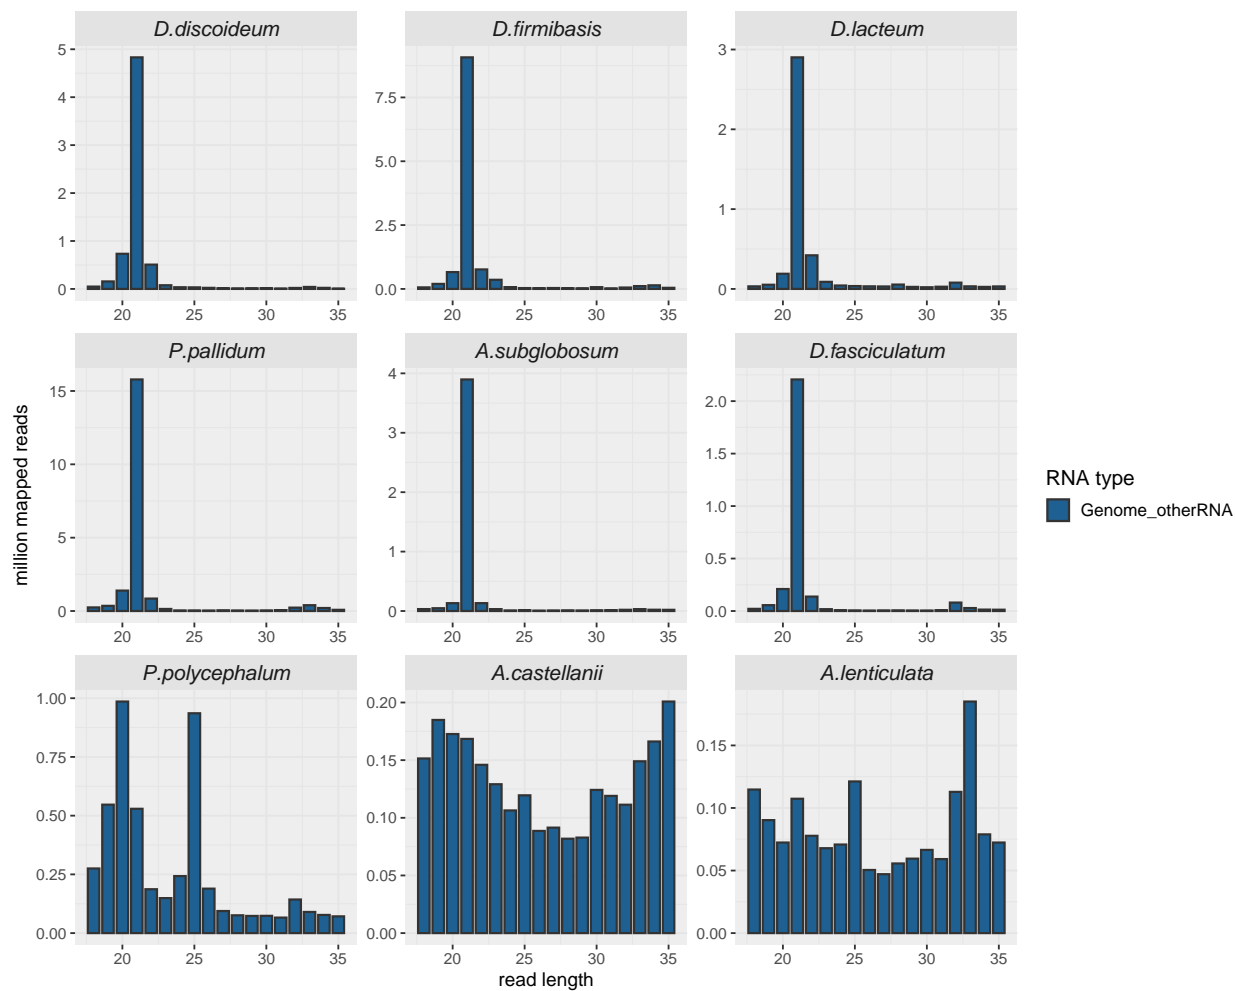 D.discoideum
D.firmibasis
D.lacteum
5
4
3
2
1
0
7.5
5.0
2.5
0.0
3
2
1
0
20 25 30 35
20 25 30 35
20 25 30 35
P.pallidum
A.subglobosum
D.fasciculatum
15
10
5
0
4
3
2
1
0
2.0
1.5
1.0
0.5
0.0
20 25 30 35
20 25 30 35
20 25 30 35
P.polycephalum
A.castellanii
A.lenticulata
1.00
0.75
0.50
0.25
0.00
0.20
0.15
0.10
0.05
0.00
0.15
0.10
0.05
0.00
20 25 30 35
20 25 30 35
20 25 30 35
million mapped reads
read length
RNA type
Genome_otherRNA